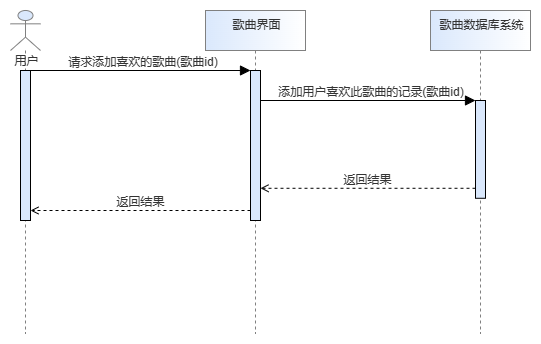 歌曲界面
歌曲数据库系统
用户
请求添加喜欢的歌曲(歌曲id)
添加用户喜欢此歌曲的记录(歌曲id)
返回结果
返回结果